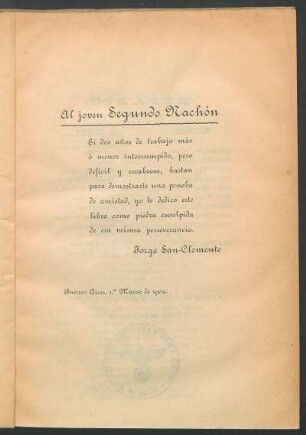 Al joven Segundo Nachón
Si dos años de trabajo más
ó menos interrumpido, pero
difícil y escabroso, bastan
para demostrarte una prueba
de amistad, yo te dedico este
libro como piedra esculpida
de esa misma perseverancia.
Jorge San-Clemente
Buenos Aires, 1.º Marzo de 1902.